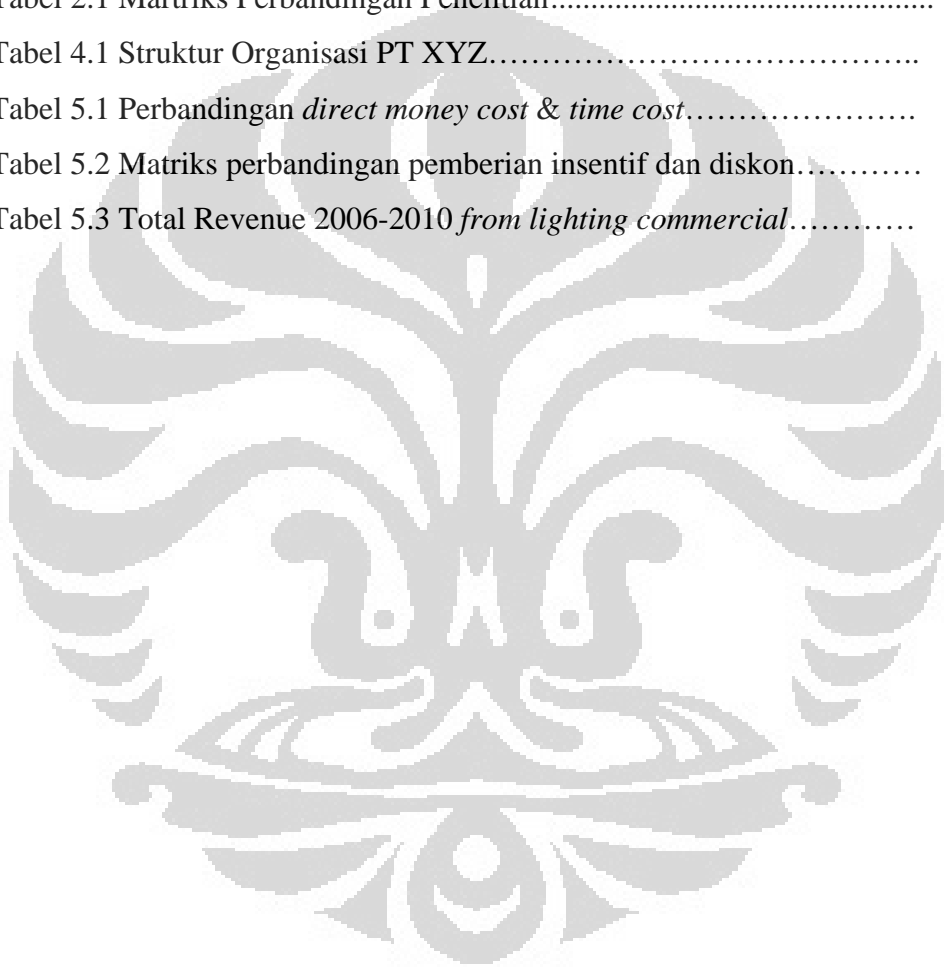 Tabel 2.1 Martriks Perbandingan Penelitian.................................................
Tabel 4.1 Struktur Organisasi PT XYZ…………………………………..
Tabel 5.1 Perbandingan direct money cost & time cost………………….
Tabel 5.2 Matriks perbandingan pemberian insentif dan diskon…………
Tabel 5.3 Total Revenue 2006-2010 from lighting commercial…………